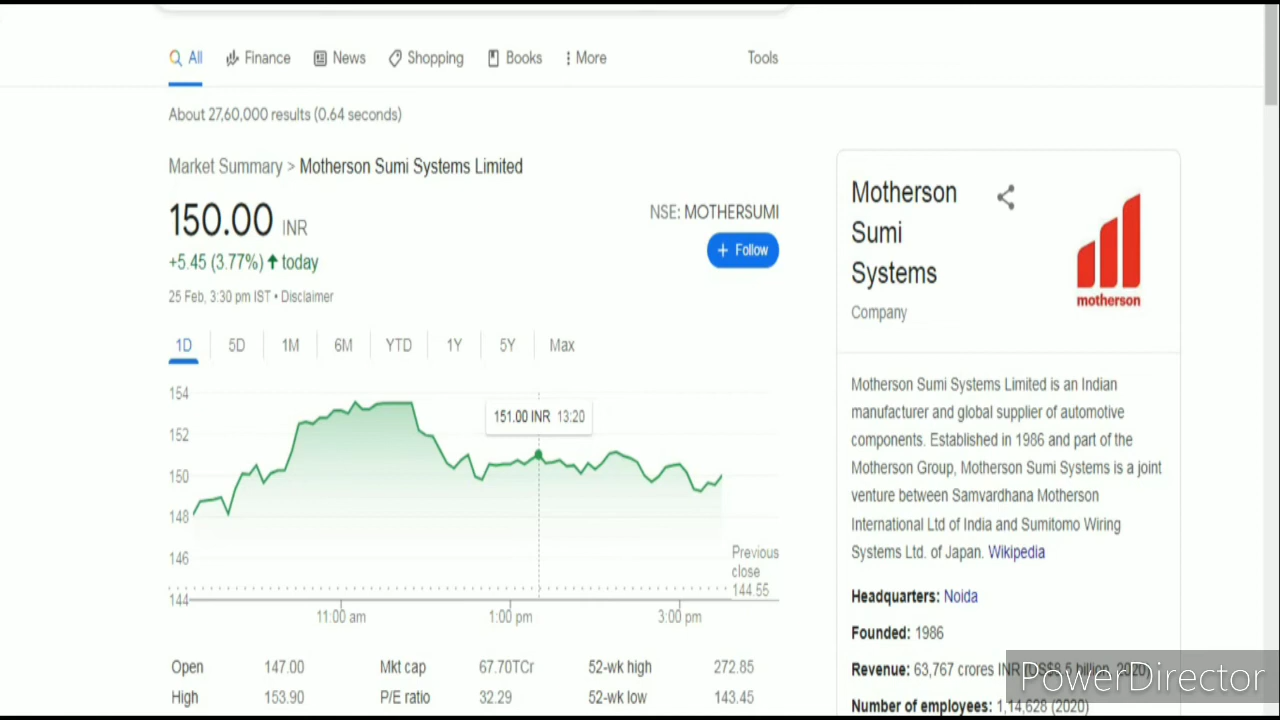 All Finance News Shopping Books More Tools
About 27,60,000 results (0.64 seconds)
Market Summary > Motherson Sumi Systems Limited
150.00 INR
NSE: MOTHERSUMI
+ Follow
+5.45 (3.77%) ↑ today
25 Feb, 3:30 pm IST • Disclaimer
1D 5D 1M 6M YTD 1Y 5Y Max
154
152
150
148
146
144
151.00 INR 13:20
Previous
close
144.55
11:00 am 1:00 pm 3:00 pm
Open 147.00 Mkt cap 67.70TCr 52-wk high 272.85
High 153.90 P/E ratio 32.29 52-wk low 143.45
Motherson
Sumi
Systems
Company
motherson
Motherson Sumi Systems Limited is an Indian
manufacturer and global supplier of automotive
components. Established in 1986 and part of the
Motherson Group, Motherson Sumi Systems is a joint
venture between Samvardhana Motherson
International Ltd of India and Sumitomo Wiring
Systems Ltd. of Japan. Wikipedia
Headquarters: Noida
Founded: 1986
Revenue: 63,767 crores INR (US$8.5 billion, 2020)
Number of employees: 1,14,628 (2020)
PowerDirector